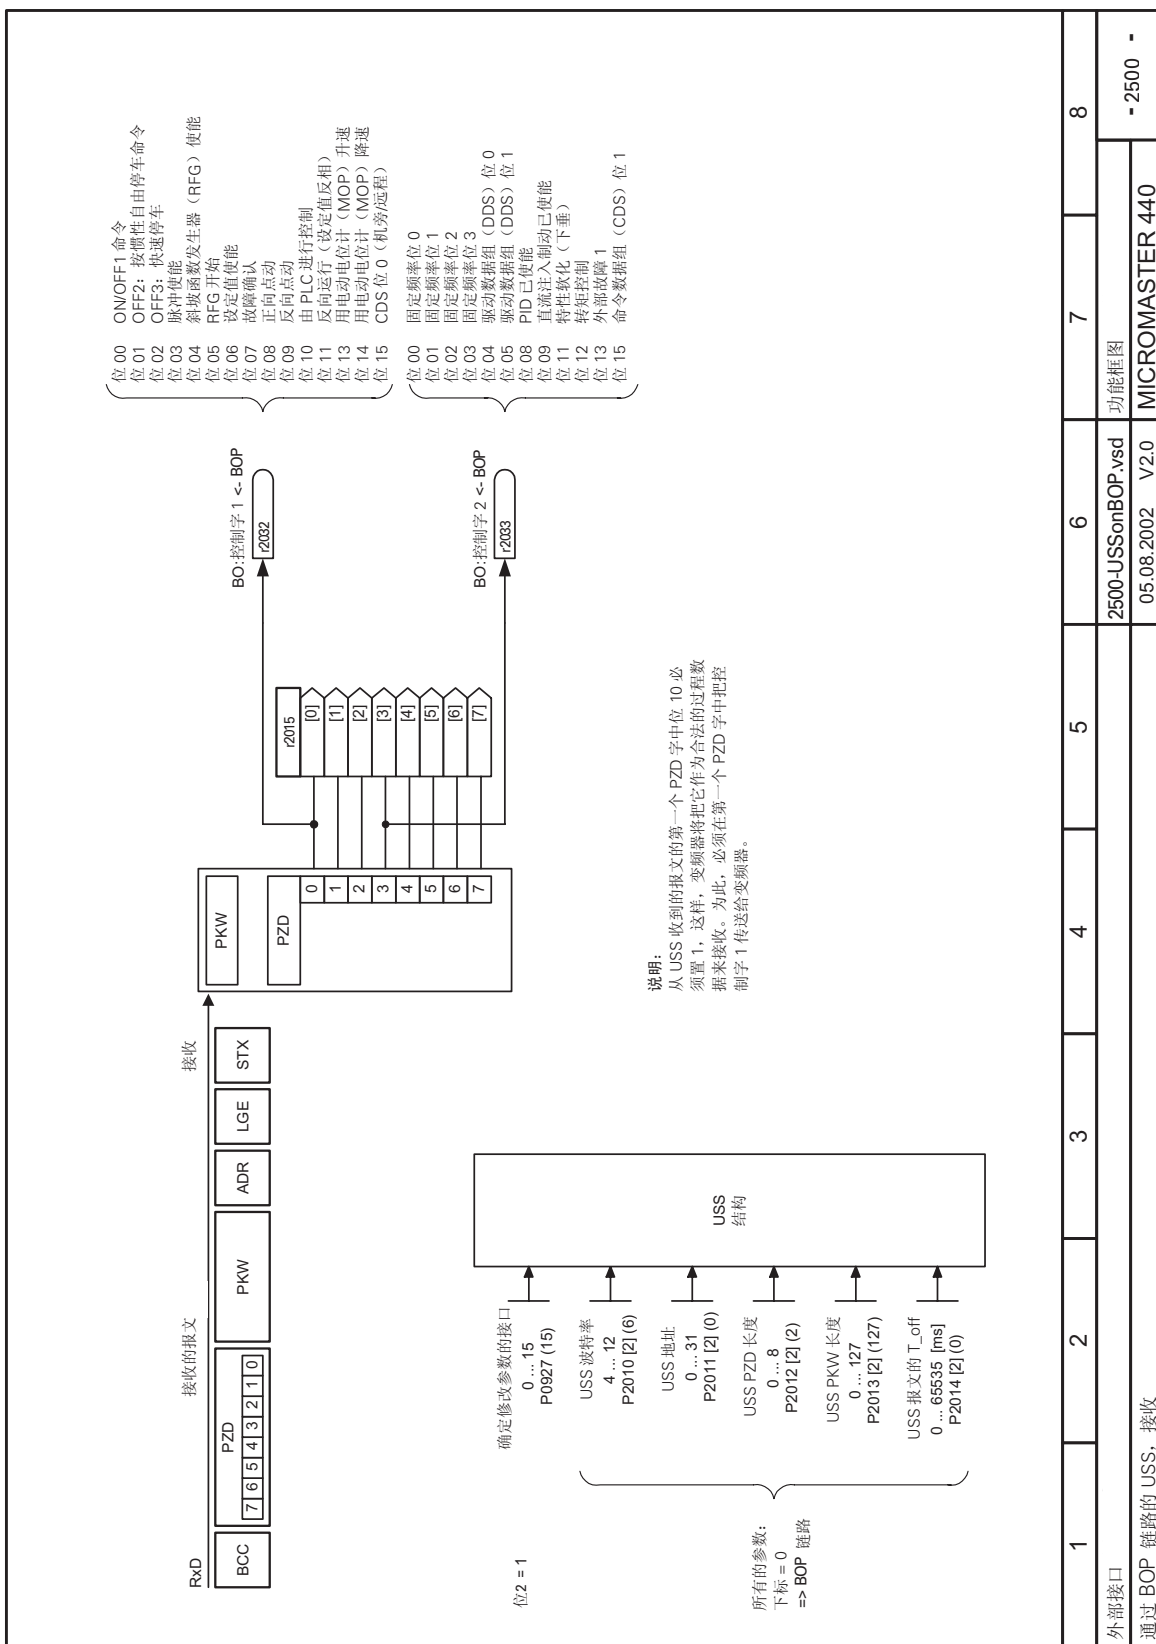 RxD
接收的报文
接收
BCC
PZD
7 6 5 4 3 2 1 0
PKW
ADR
LGE
STX
PKW
PZD
0
1
2
3
4
5
6
7
r2015
[0]
[1]
[2]
[3]
[4]
[5]
[6]
[7]
BO:控制字 1 <- BOP
r2032
BO:控制字 2 <- BOP
r2033
位 00 ON/OFF1 命令
位 01 OFF2：按惯性自由停车命令
位 02 OFF3：快速停车
位 03 脉冲使能
位 04 斜坡函数发生器（RFG）使能
位 05 RFG 开始
位 06 设定值使能
位 07 故障确认
位 08 正向点动
位 09 反向点动
位 10 由 PLC 进行控制
位 11 反向运行（设定值反相）
位 13 用电动电位计（MOP）升速
位 14 用电动电位计（MOP）降速
位 15 CDS 位 0（机旁/远程）
位 00 固定频率位 0
位 01 固定频率位 1
位 02 固定频率位 2
位 03 固定频率位 3
位 04 驱动数据组（DDS）位 0
位 05 驱动数据组（DDS）位 1
位 08 PID 已使能
位 09 直流注入制动已使能
位 11 特性软化（下垂）
位 12 转矩控制
位 13 外部故障 1
位 15 命令数据组（CDS）位 1
位2 = 1
确定修改参数的接口
0 ... 15
P0927 (15)
USS 波特率
4 ... 12
P2010 [2] (6)
USS 地址
0 ... 31
P2011 [2] (0)
USS PZD 长度
0 ... 8
P2012 [2] (2)
USS PKW 长度
0 ... 127
P2013 [2] (127)
USS 报文的 T_off
0 ... 65535 [ms]
P2014 [2] (0)
所有的参数：
下标 = 0
=> BOP 链路
USS
结构
说明：
从 USS 收到的报文的第一个 PZD 字中位 10 必
须置 1，这样，变频器将把它作为合法的过程数
据来接收。为此，必须在第一个 PZD 字中把控
制字 1 传送给变频器。
1 2 3 4 5 6 7 8
外部接口
2500-USSonBOP.vsd
功能框图
- 2500 -
通过 BOP 链路的 USS，接收
05.08.2002 V2.0
MICROMASTER 440